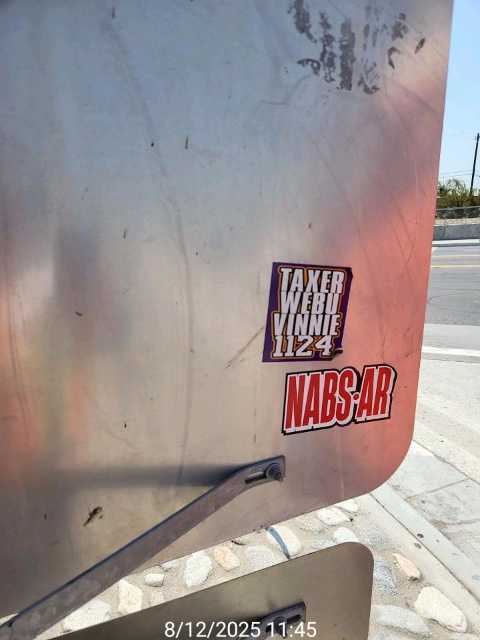 TAXER
WEBU
VINNIE
1124
NABS·AR
8/12/2025 11:45